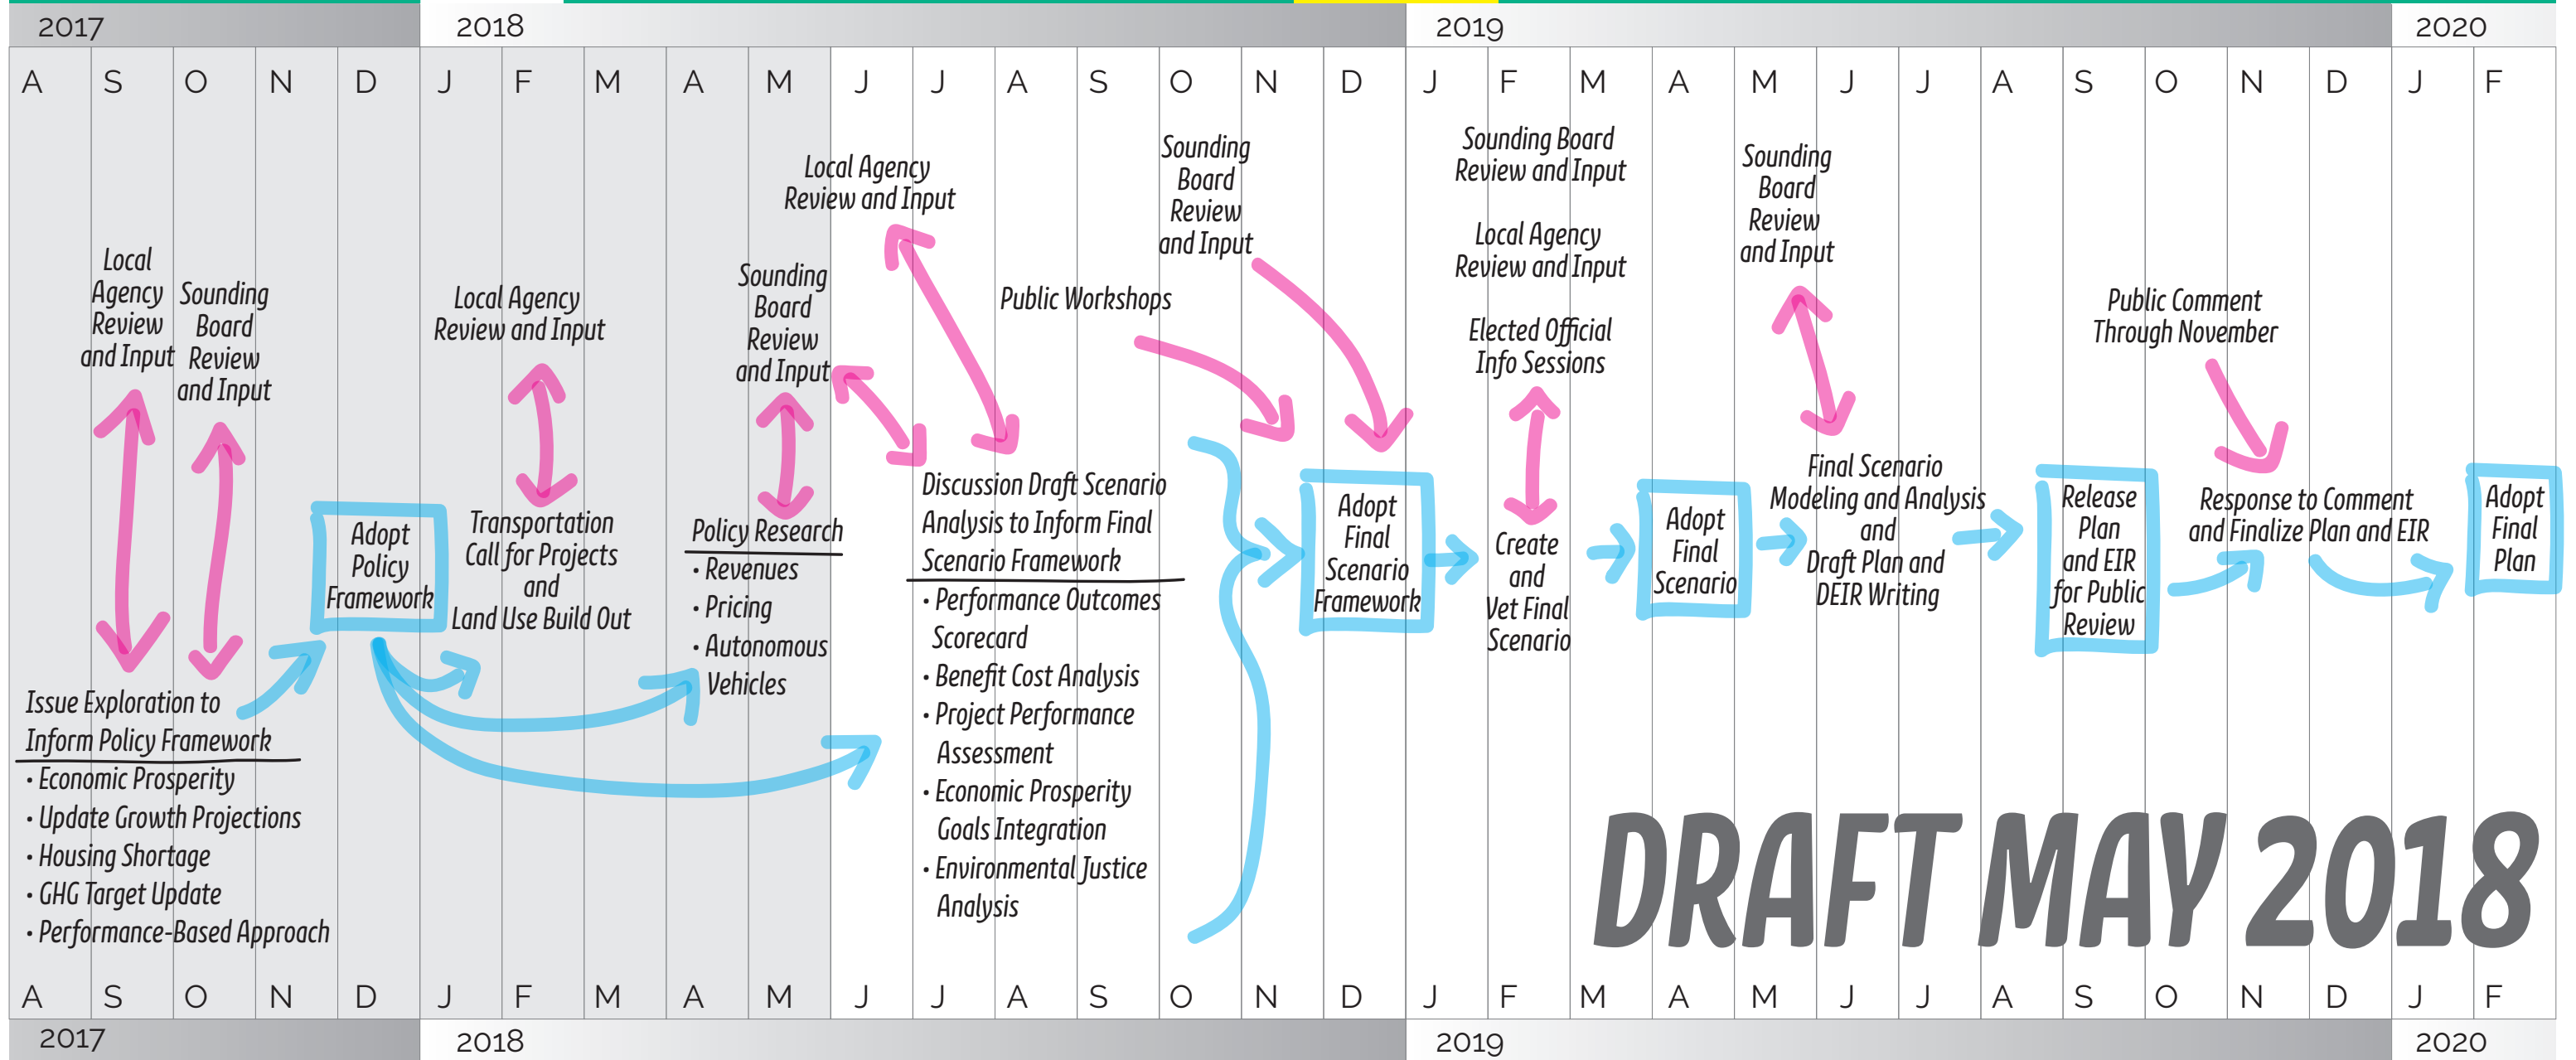 2017
2018
2019
2020
A S O N D J F M A M J J A S O N D J F M A M J J A S O N D J F
Local
Agency
Review
and Input
Sounding
Board
Review
and Input
Issue Exploration to
Inform Policy Framework
• Economic Prosperity
• Update Growth Projections
• Housing Shortage
• GHG Target Update
• Performance-Based Approach
Adopt
Policy
Framework
Local Agency
Review and Input
Transportation
Call for Projects
and
Land Use Build Out
Sounding
Board
Review
and Input
Policy Research
• Revenues
• Pricing
• Autonomous
Vehicles
Local Agency
Review and Input
Discussion Draft Scenario
Analysis to Inform Final
Scenario Framework
• Performance Outcomes
Scorecard
• Benefit Cost Analysis
• Project Performance
Assessment
• Economic Prosperity
Goals Integration
• Environmental Justice
Analysis
Public Workshops
Sounding
Board
Review
and Input
Adopt
Final
Scenario
Framework
Sounding Board
Review and Input
Local Agency
Review and Input
Elected Official
Info Sessions
Create
and
Vet Final
Scenario
Adopt
Final
Scenario
Sounding
Board
Review
and Input
Final Scenario
Modeling and Analysis
and
Draft Plan and
DEIR Writing
Release
Plan
and EIR
for Public
Review
Public Comment
Through November
Response to Comment
and Finalize Plan and EIR
Adopt
Final
Plan
DRAFT MAY 2018
A S O N D J F M A M J J A S O N D J F M A M J J A S O N D J F
2017
2018
2019
2020